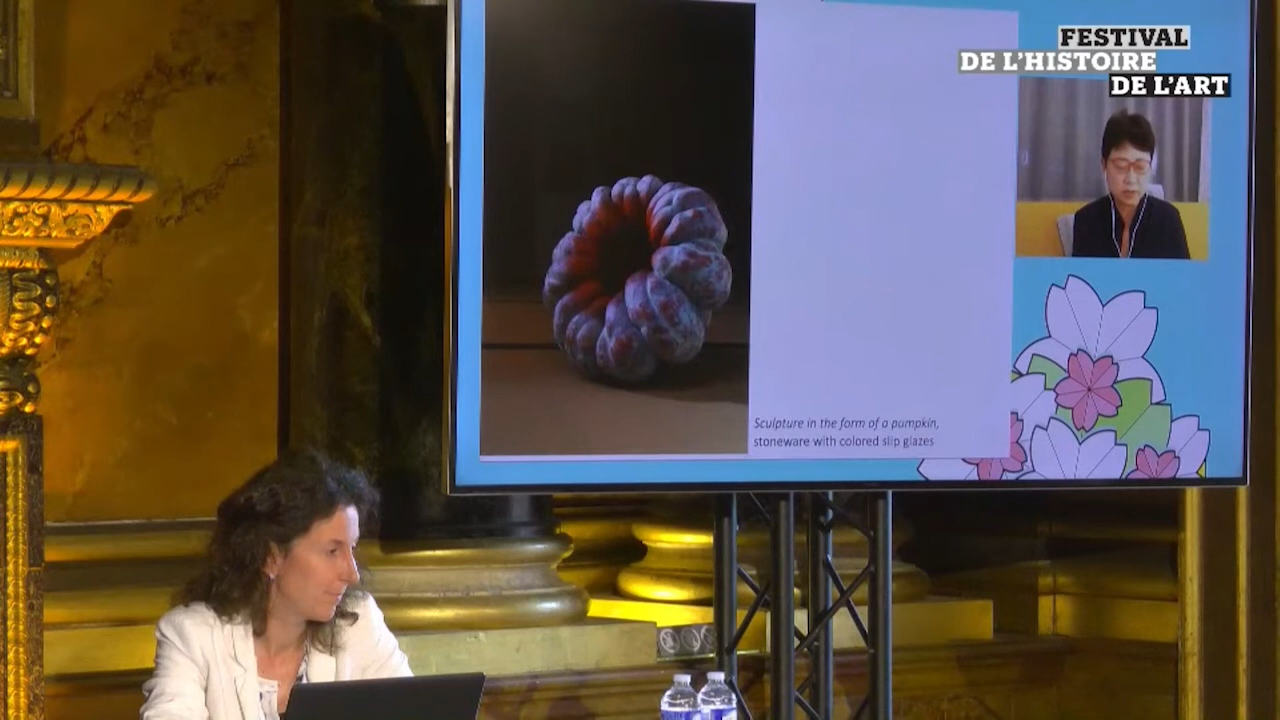 FESTIVAL
DE L'HISTOIRE
DE L'ART
Sculpture in the form of a pumpkin,
stoneware with colored slip glazes